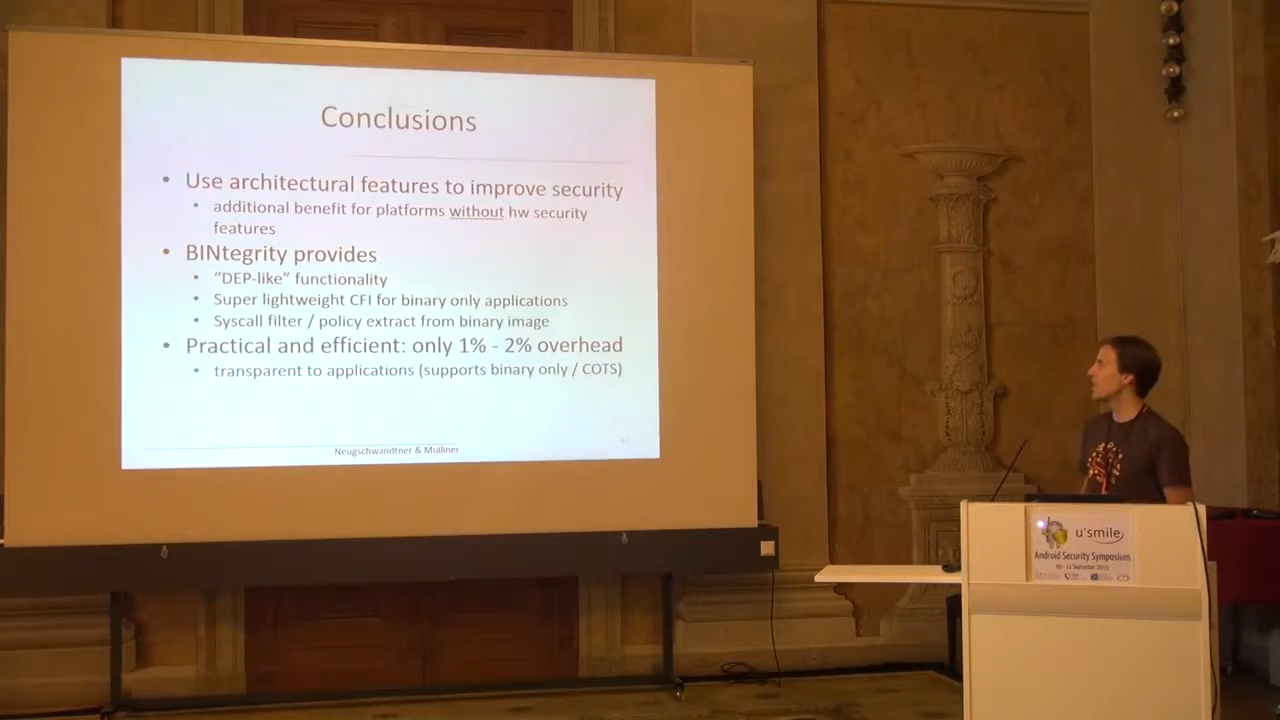 Conclusions
• Use architectural features to improve security
• additional benefit for platforms without hw security
features
• BINtegrity provides
• “DEP-like” functionality
• Super lightweight CFI for binary only applications
• Syscall filter / policy extract from binary image
• Practical and efficient: only 1% - 2% overhead
• transparent to applications (supports binary only / COTS)
Neugschwandtner & Mulliner
u'smile
Android Security Symposium